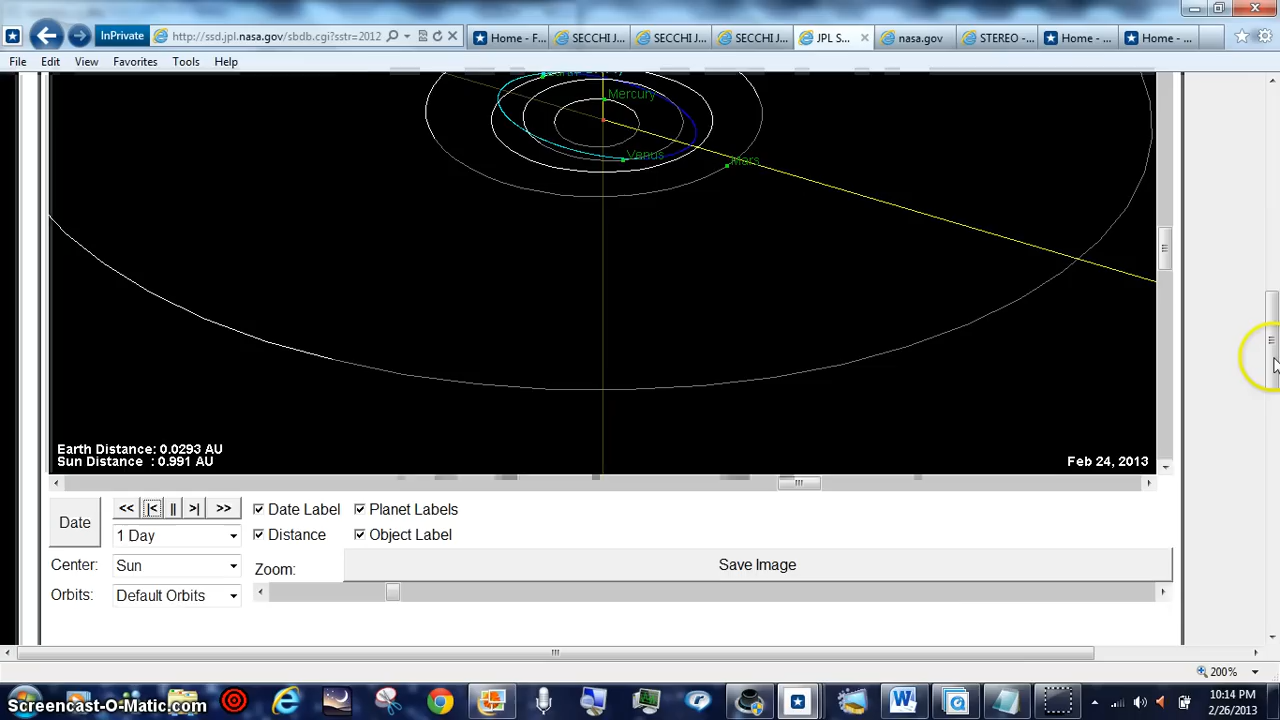 InPrivate
http://ssd.jpl.nasa.gov/sbdb.cgi?sstr=2012
Home - F...
SECCHI J...
SECCHI J...
SECCHI J...
JPL S...
nasa.gov
STEREO -...
Home - ...
Home - ...
File Edit View Favorites Tools Help
Mercury
Venus
Mars
Earth Distance: 0.0293 AU
Sun Distance : 0.991 AU
Feb 24, 2013
Date
<< |< || >| >>
Date Label
Planet Labels
1 Day
Distance
Object Label
Center: Sun
Zoom:
Save Image
Orbits: Default Orbits
200%
Screencast-O-Matic.com
10:14 PM
2/26/2013